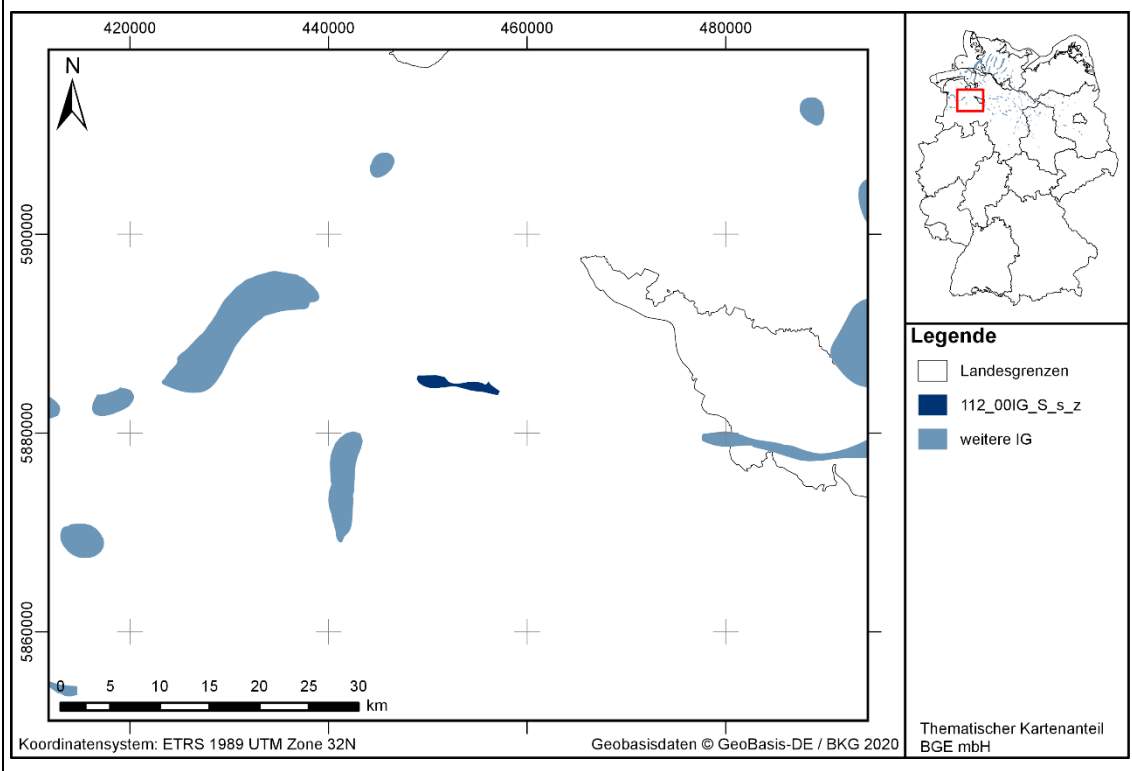 420000 440000 460000 480000
N
5900000
5880000
5860000
0 5 10 15 20 25 30
km
Koordinatensystem: ETRS 1989 UTM Zone 32N
Geobasisdaten © GeoBasis-DE / BKG 2020
Legende
Landesgrenzen
112_00IG_S_s_z
weitere IG
Thematischer Kartenanteil
BGE mbH